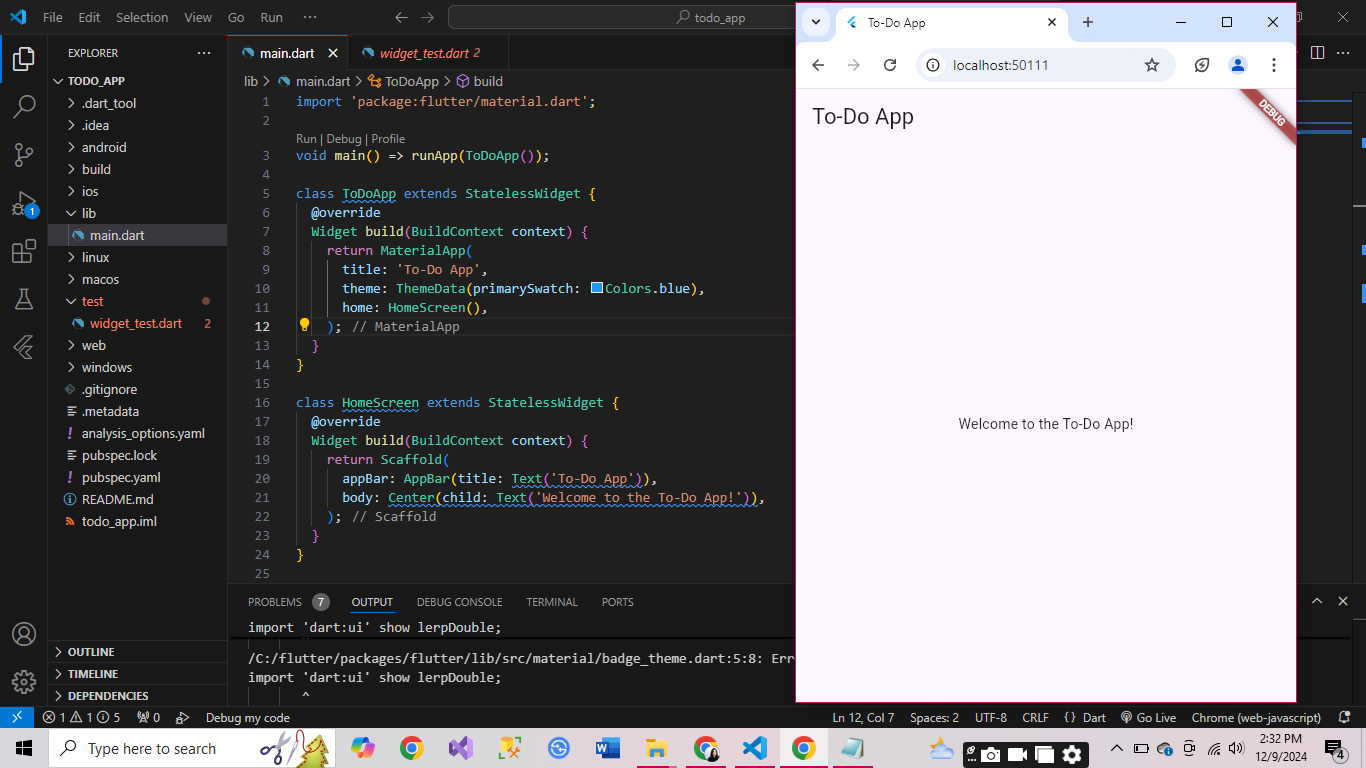 File Edit Selection View Go Run ··· todo_app
To-Do App
localhost:50111
EXPLORER ···
TODO_APP
.dart_tool
.idea
android
build
ios
lib
main.dart
linux
macos
test
widget_test.dart 2
web
windows
.gitignore
.metadata
analysis_options.yaml
pubspec.lock
pubspec.yaml
README.md
todo_app.iml
OUTLINE
TIMELINE
DEPENDENCIES
1
main.dart widget_test.dart 2
lib > main.dart > ToDoApp > build
1 import 'package:flutter/material.dart';
2
Run | Debug | Profile
3 void main() => runApp(ToDoApp());
4
5 class ToDoApp extends StatelessWidget {
6 @override
7 Widget build(BuildContext context) {
8 return MaterialApp(
9 title: 'To-Do App',
10 theme: ThemeData(primarySwatch: Colors.blue),
11 home: HomeScreen(),
12 ); // MaterialApp
13 }
14 }
15
16 class HomeScreen extends StatelessWidget {
17 @override
18 Widget build(BuildContext context) {
19 return Scaffold(
20 appBar: AppBar(title: Text('To-Do App')),
21 body: Center(child: Text('Welcome to the To-Do App!')),
22 ); // Scaffold
23 }
24 }
25
To-Do App
DEBUG
Welcome to the To-Do App!
PROBLEMS 7 OUTPUT DEBUG CONSOLE TERMINAL PORTS
import 'dart:ui' show lerpDouble;
/C:/flutter/packages/flutter/lib/src/material/badge_theme.dart:5:8: Err
import 'dart:ui' show lerpDouble;
^
1 1 5 0 Debug my code Ln 12, Col 7 Spaces: 2 UTF-8 CRLF {} Dart Go Live Chrome (web-javascript)
Type here to search
2:32 PM
12/9/2024
4